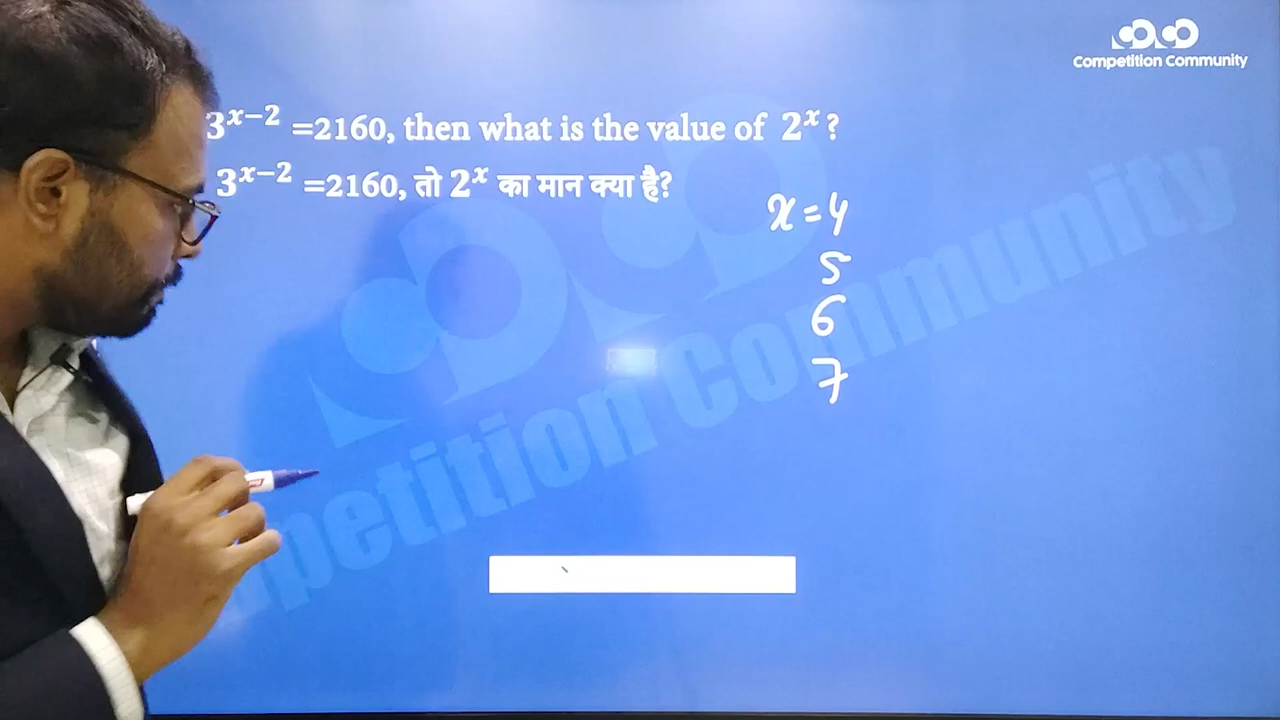 Competition Community
3^{x-2} =2160, then what is the value of 2^x ?
3^{x-2} =2160, तो 2^x का मान क्या है?
x = 4
5
6
7
petition Community